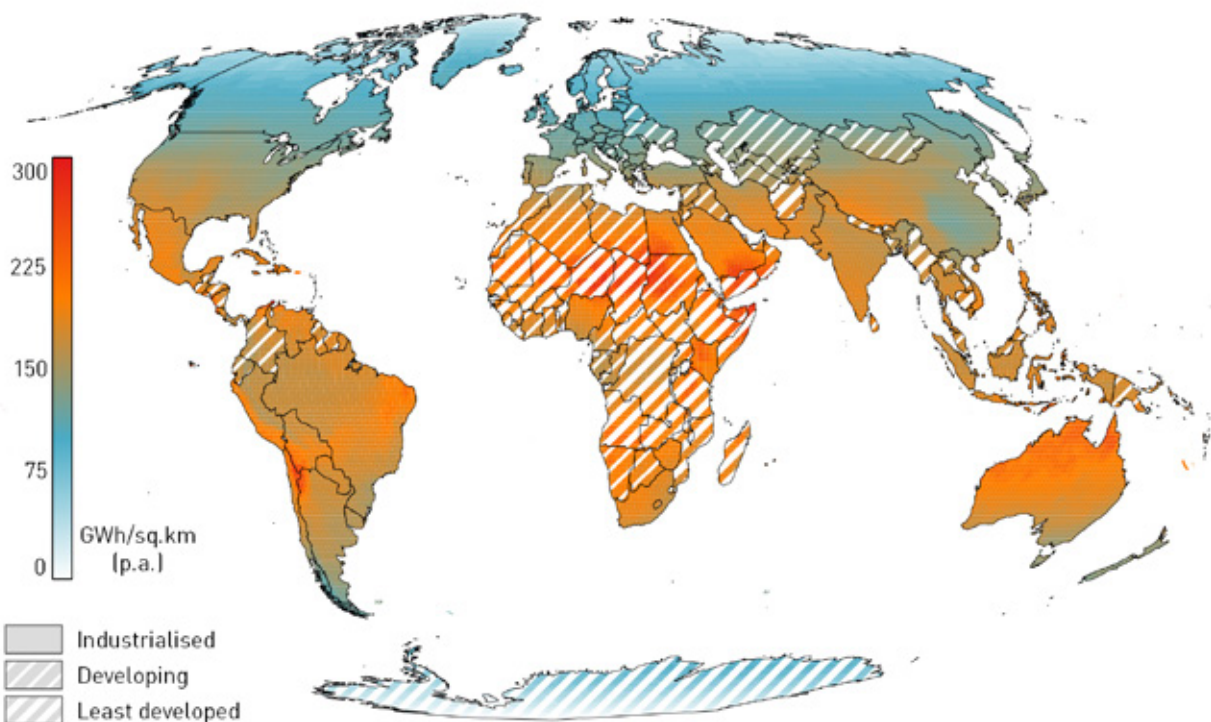 300
225
150
75
0
GWh/sq.km
(p.a.)
Industrialised
Developing
Least developed